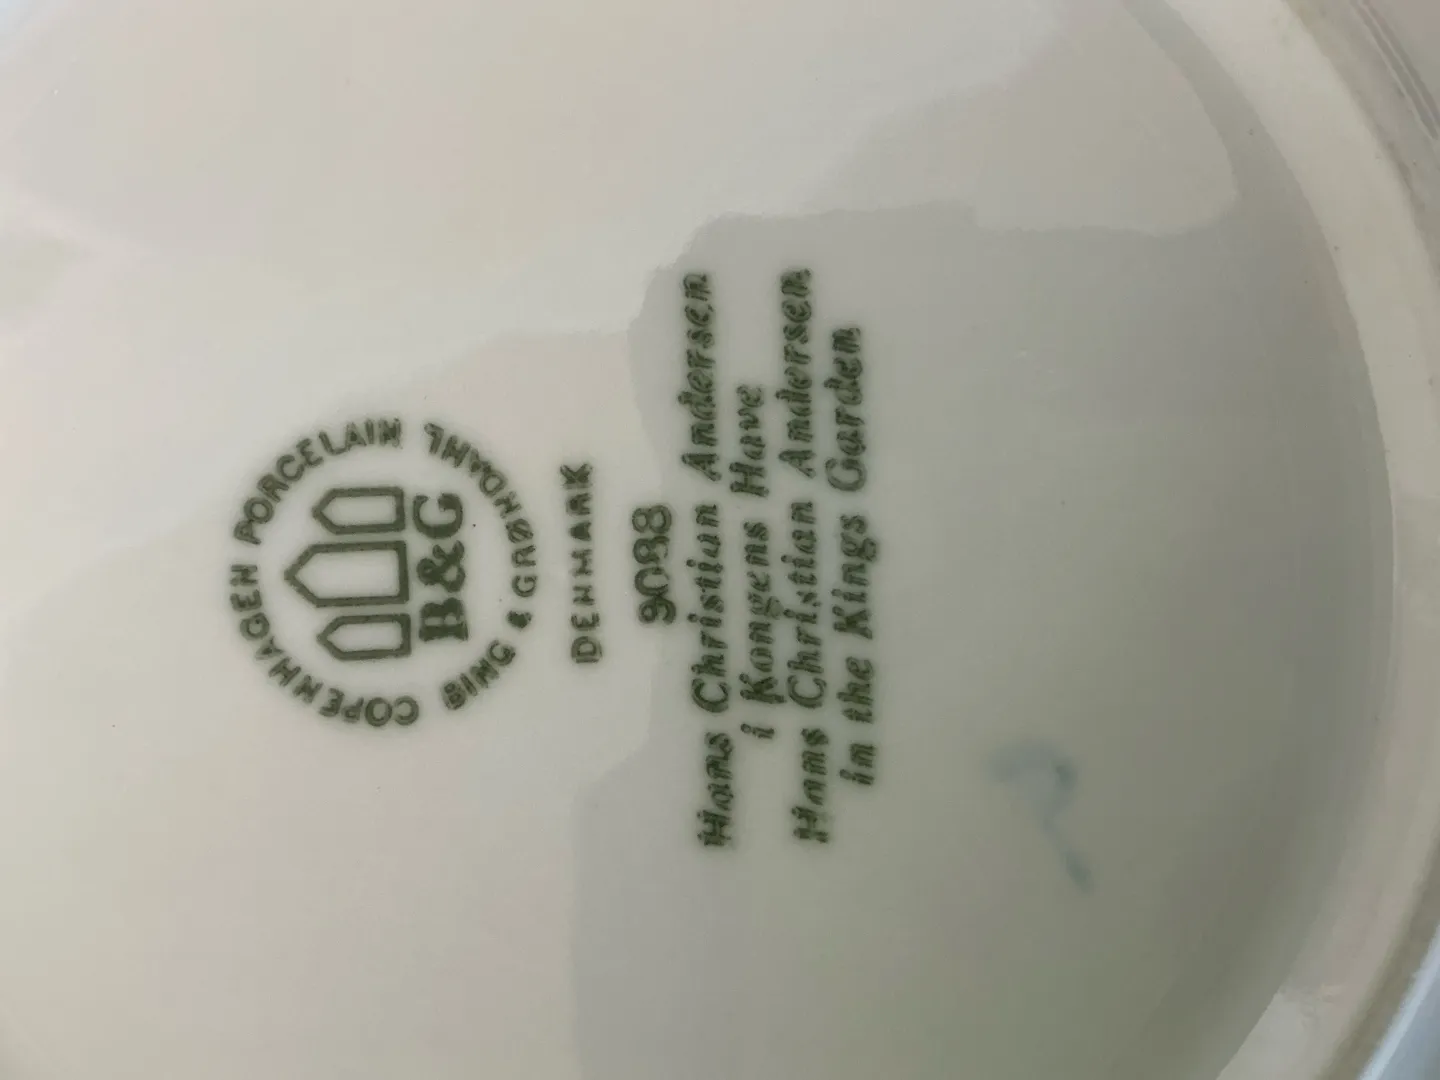 COPENHAGEN PORCELAIN
B&G
BING & GRØNDAHL
DENMARK
9088
Hans Christian Andersen
i Kongens Have
Hans Christian Andersen
in the Kings Garden